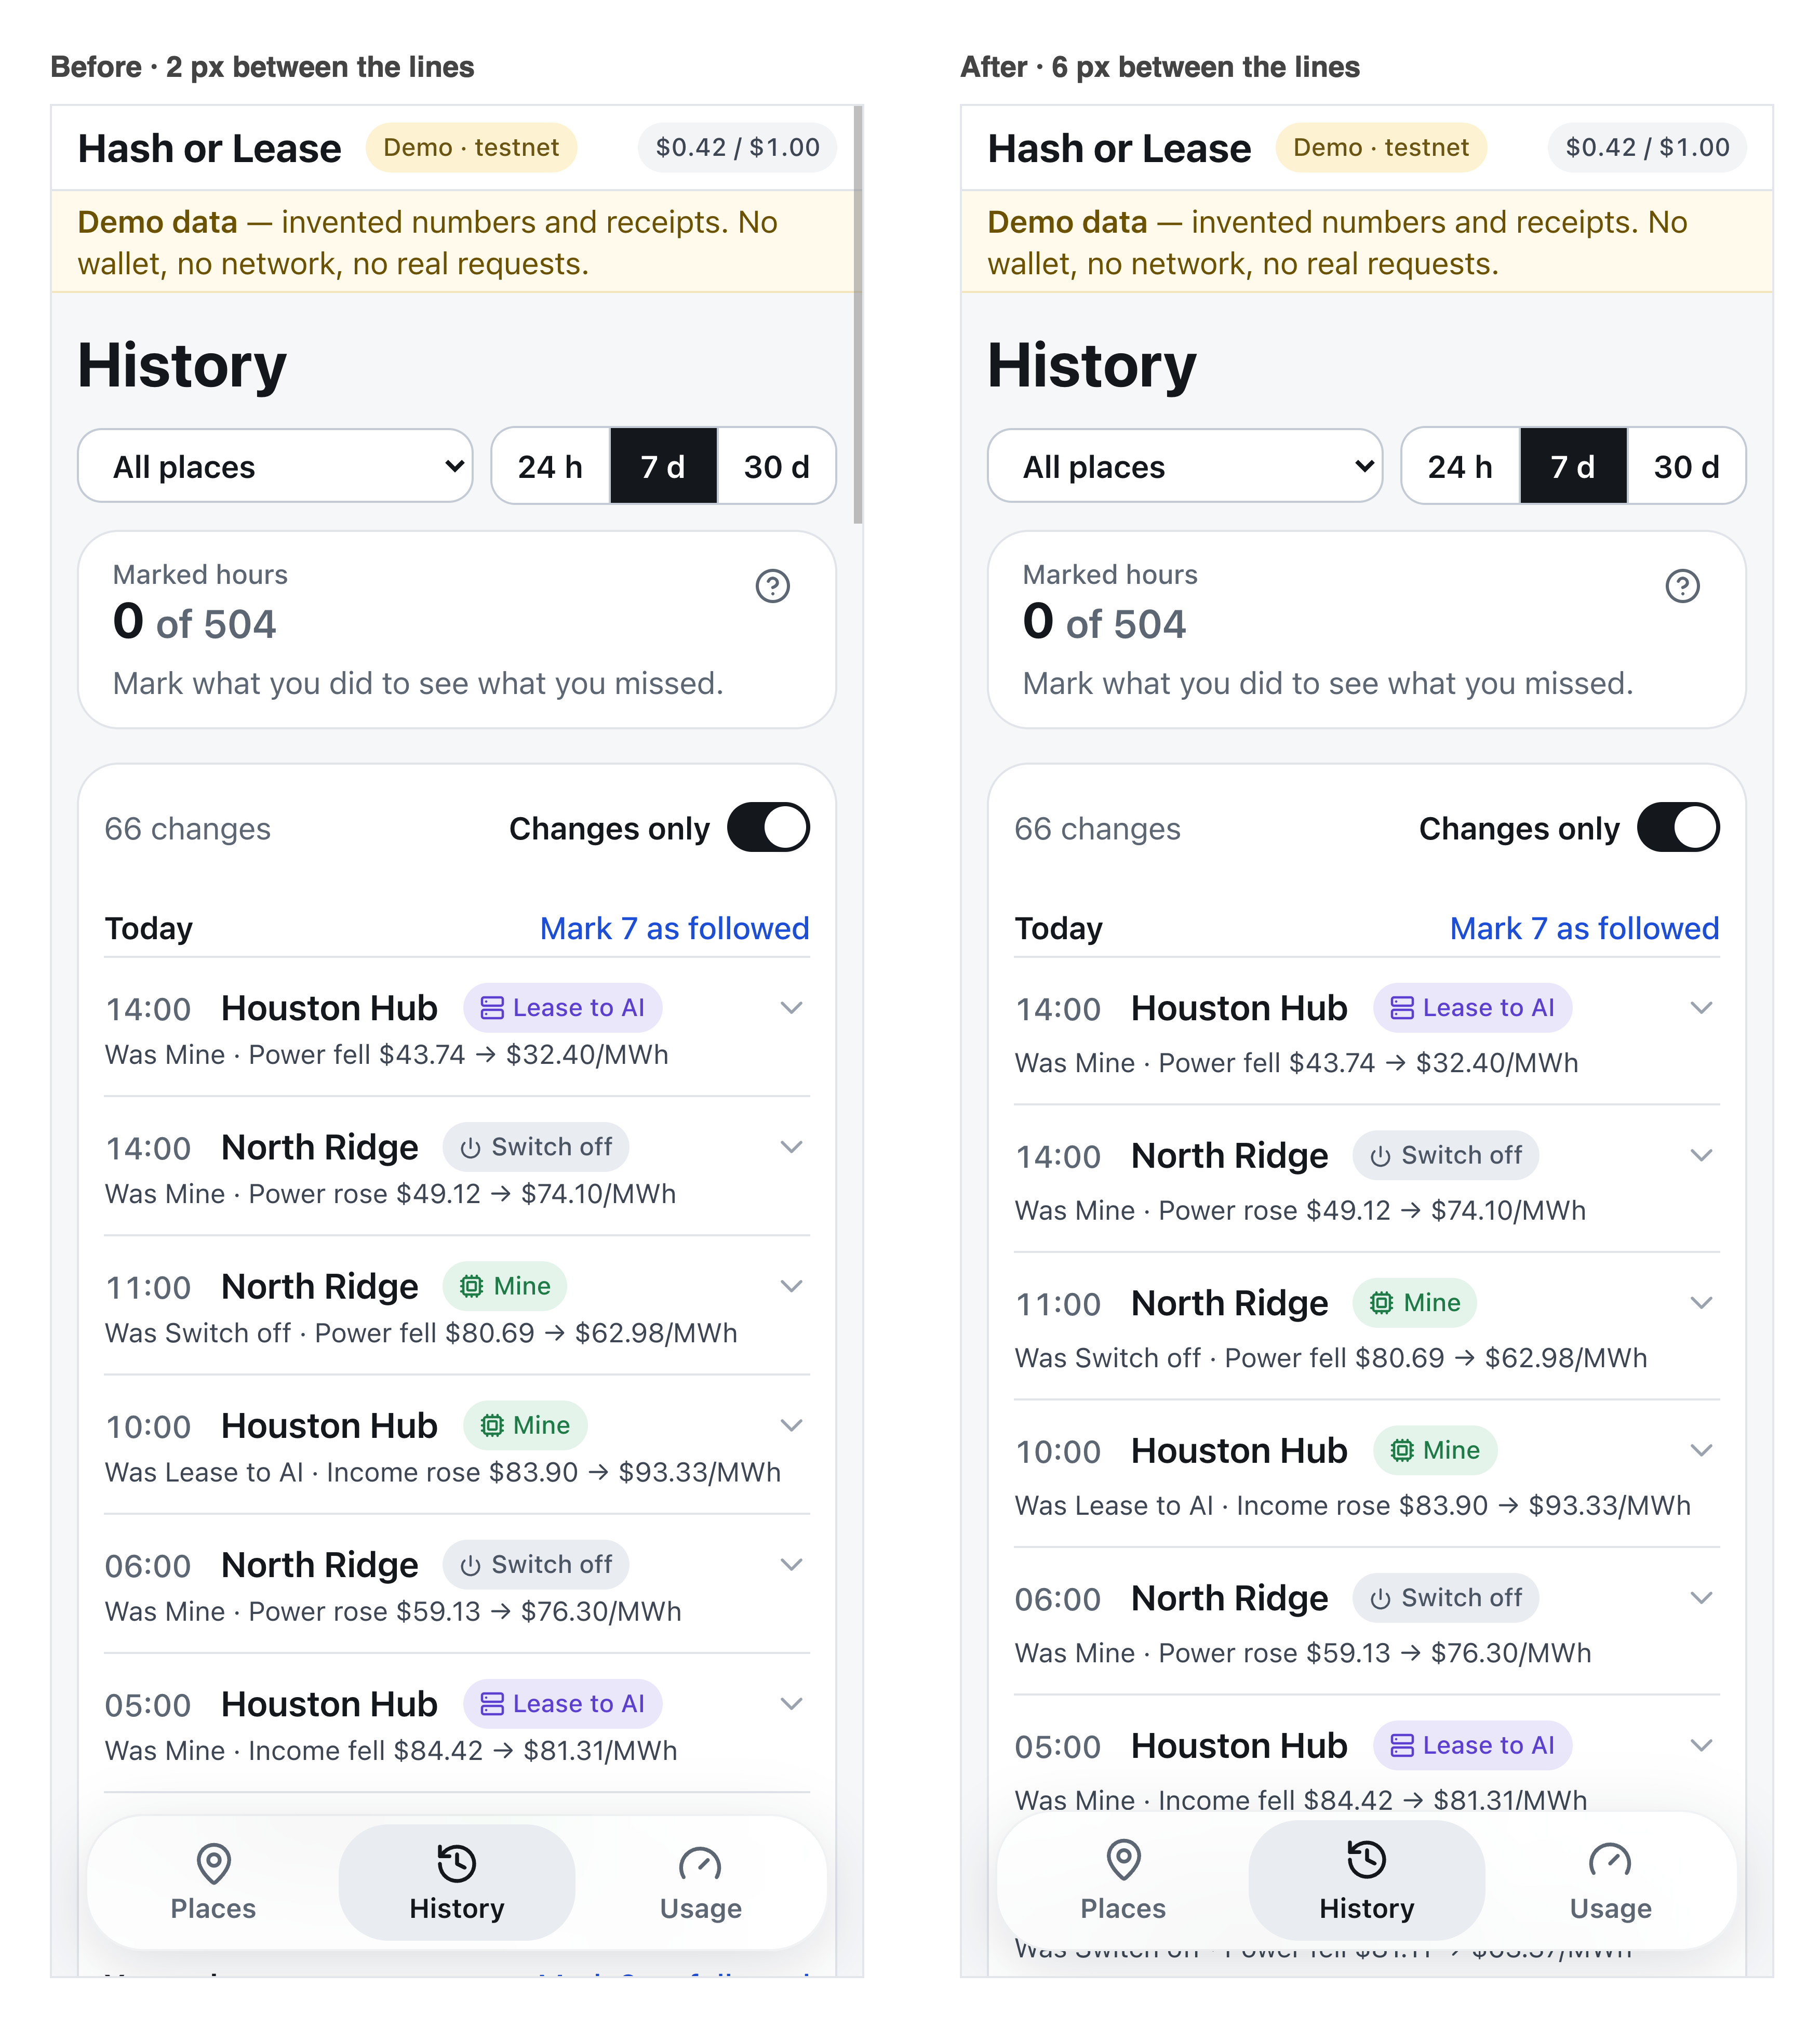 Before · 2 px between the lines
Hash or Lease Demo · testnet $0.42 / $1.00
Demo data — invented numbers and receipts. No
wallet, no network, no real requests.
History
All places 24 h 7 d 30 d
Marked hours
0 of 504
Mark what you did to see what you missed.
66 changes Changes only
Today Mark 7 as followed
14:00 Houston Hub Lease to AI
Was Mine · Power fell $43.74 → $32.40/MWh
14:00 North Ridge Switch off
Was Mine · Power rose $49.12 → $74.10/MWh
11:00 North Ridge Mine
Was Switch off · Power fell $80.69 → $62.98/MWh
10:00 Houston Hub Mine
Was Lease to AI · Income rose $83.90 → $93.33/MWh
06:00 North Ridge Switch off
Was Mine · Power rose $59.13 → $76.30/MWh
05:00 Houston Hub Lease to AI
Was Mine · Income fell $84.42 → $81.31/MWh
Places History Usage
After · 6 px between the lines
Hash or Lease Demo · testnet $0.42 / $1.00
Demo data — invented numbers and receipts. No
wallet, no network, no real requests.
History
All places 24 h 7 d 30 d
Marked hours
0 of 504
Mark what you did to see what you missed.
66 changes Changes only
Today Mark 7 as followed
14:00 Houston Hub Lease to AI
Was Mine · Power fell $43.74 → $32.40/MWh
14:00 North Ridge Switch off
Was Mine · Power rose $49.12 → $74.10/MWh
11:00 North Ridge Mine
Was Switch off · Power fell $80.69 → $62.98/MWh
10:00 Houston Hub Mine
Was Lease to AI · Income rose $83.90 → $93.33/MWh
06:00 North Ridge Switch off
Was Mine · Power rose $59.13 → $76.30/MWh
05:00 Houston Hub Lease to AI
Was Mine · Income fell $84.42 → $81.31/MWh
Places History Usage
Was Switch off · Power fell